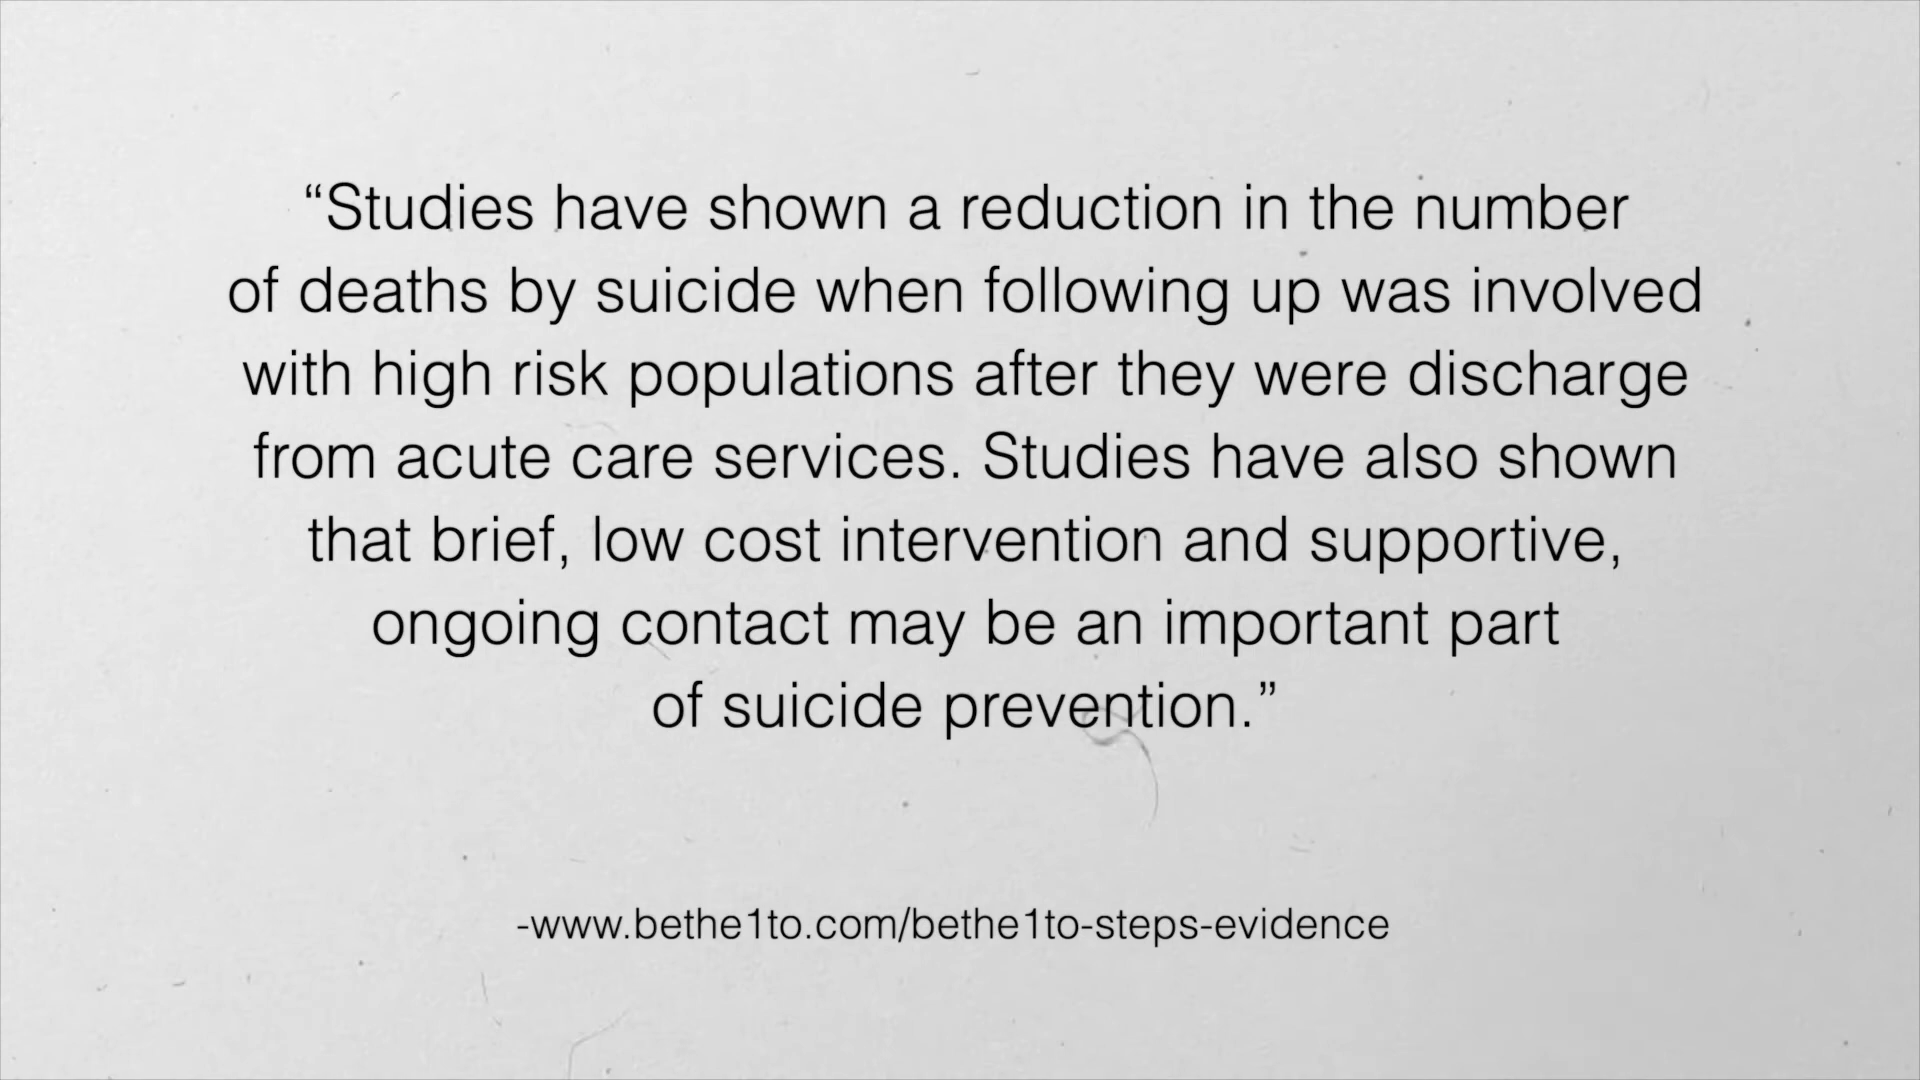 “Studies have shown a reduction in the number
of deaths by suicide when following up was involved
with high risk populations after they were discharge
from acute care services. Studies have also shown
that brief, low cost intervention and supportive,
ongoing contact may be an important part
of suicide prevention.”
-www.bethe1to.com/bethe1to-steps-evidence